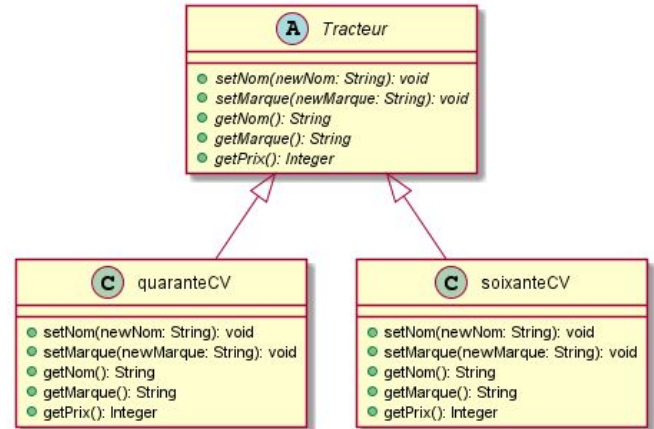 A Tracteur
setNom(newNom: String): void
setMarque(newMarque: String): void
getNom(): String
getMarque(): String
getPrix(): Integer
C quaranteCV
setNom(newNom: String): void
setMarque(newMarque: String): void
getNom(): String
getMarque(): String
getPrix(): Integer
C soixanteCV
setNom(newNom: String): void
setMarque(newMarque: String): void
getNom(): String
getMarque(): String
getPrix(): Integer